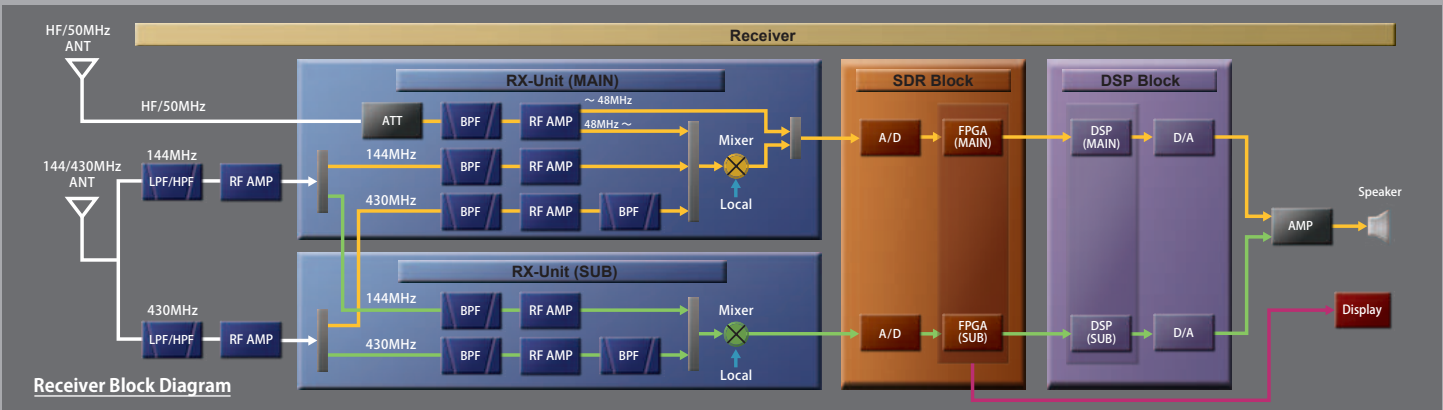 HF/50MHz
ANT
Receiver
RX-Unit (MAIN)
SDR Block
DSP Block
HF/50MHz
ATT
BPF
RF AMP
~ 48MHz
48MHz ~
144/430MHz
ANT
144MHz
LPF/HPF
RF AMP
144MHz
BPF
RF AMP
430MHz
BPF
RF AMP
BPF
Mixer
Local
A/D
FPGA
(MAIN)
DSP
(MAIN)
D/A
AMP
Speaker
RX-Unit (SUB)
430MHz
LPF/HPF
RF AMP
144MHz
BPF
RF AMP
430MHz
BPF
RF AMP
BPF
Mixer
Local
A/D
FPGA
(SUB)
DSP
(SUB)
D/A
Display
Receiver Block Diagram